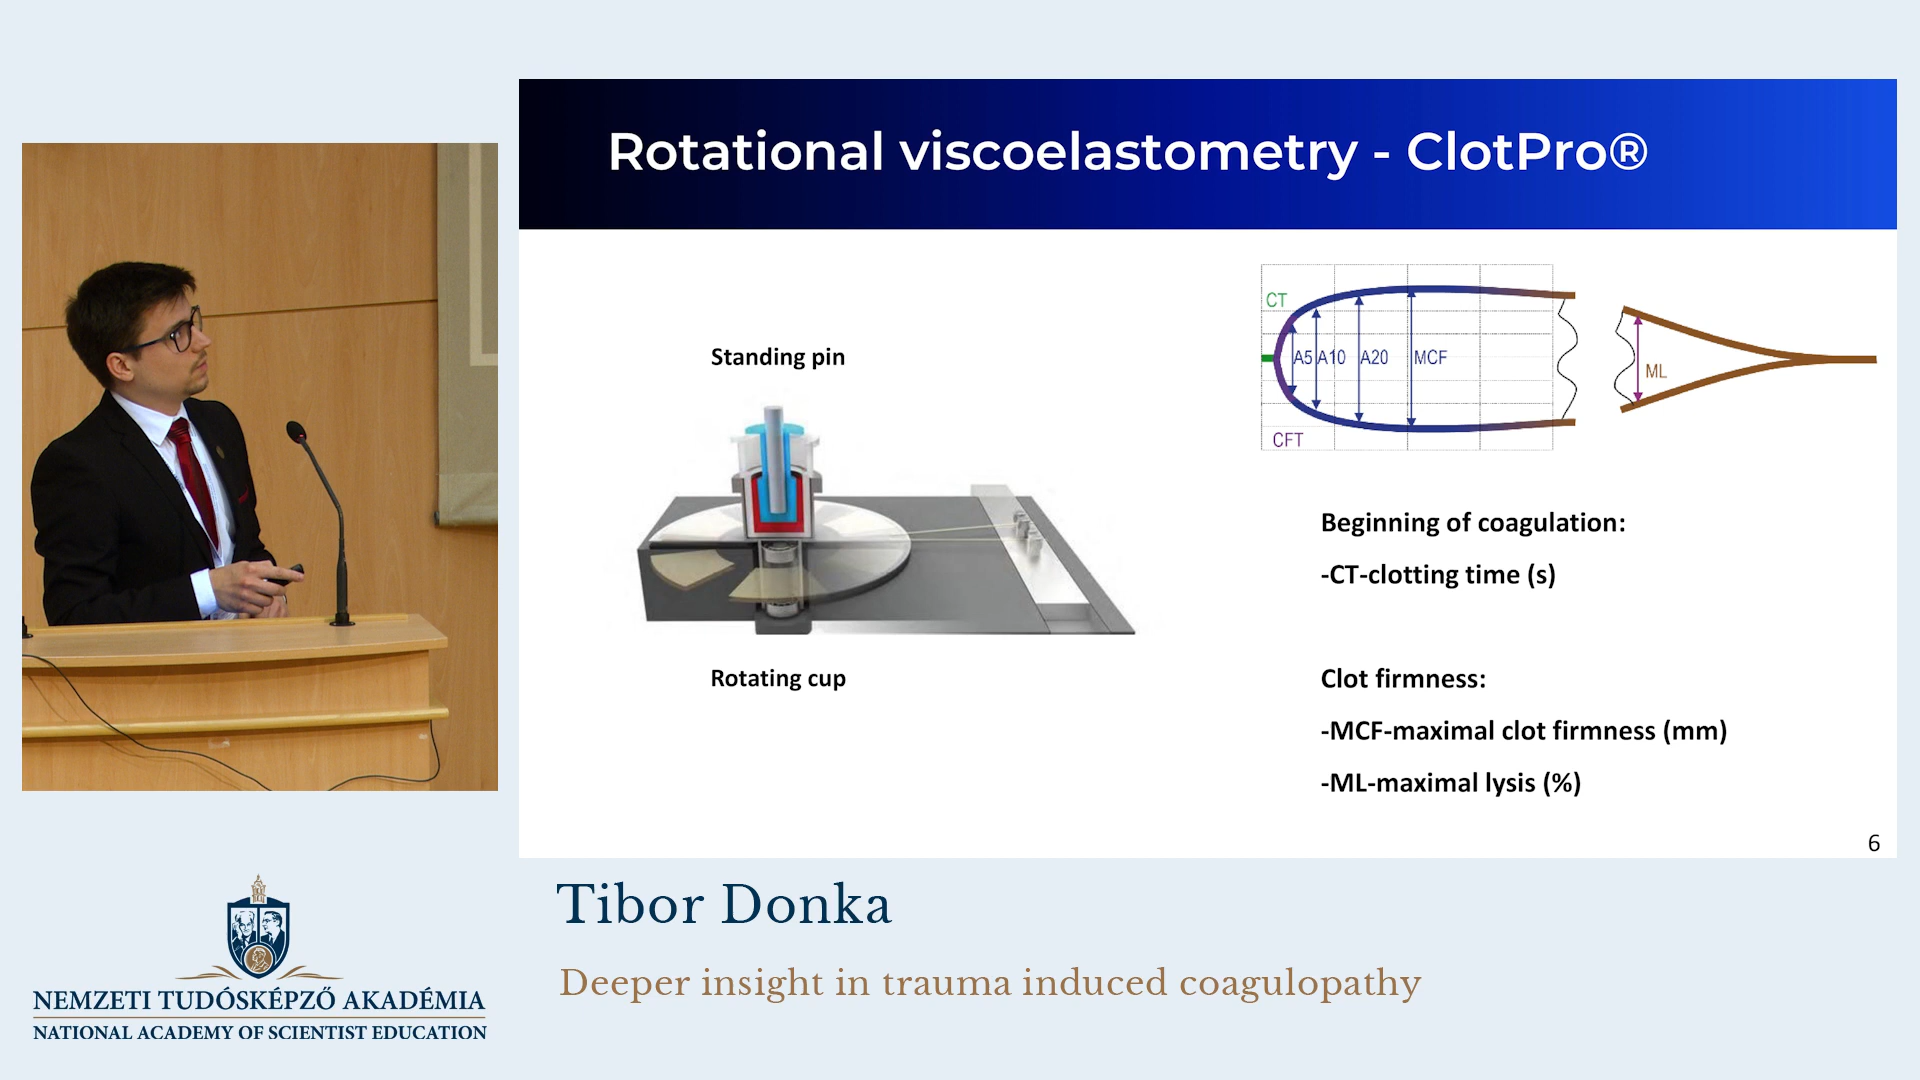 Rotational viscoelastometry - ClotPro®
Standing pin
Rotating cup
CT
A5 A10 A20 MCF
CFT
ML
Beginning of coagulation:
-CT-clotting time (s)
Clot firmness:
-MCF-maximal clot firmness (mm)
-ML-maximal lysis (%)
6
Tibor Donka
Deeper insight in trauma induced coagulopathy
NEMZETI TUDÓSKÉPZŐ AKADÉMIA
NATIONAL ACADEMY OF SCIENTIST EDUCATION